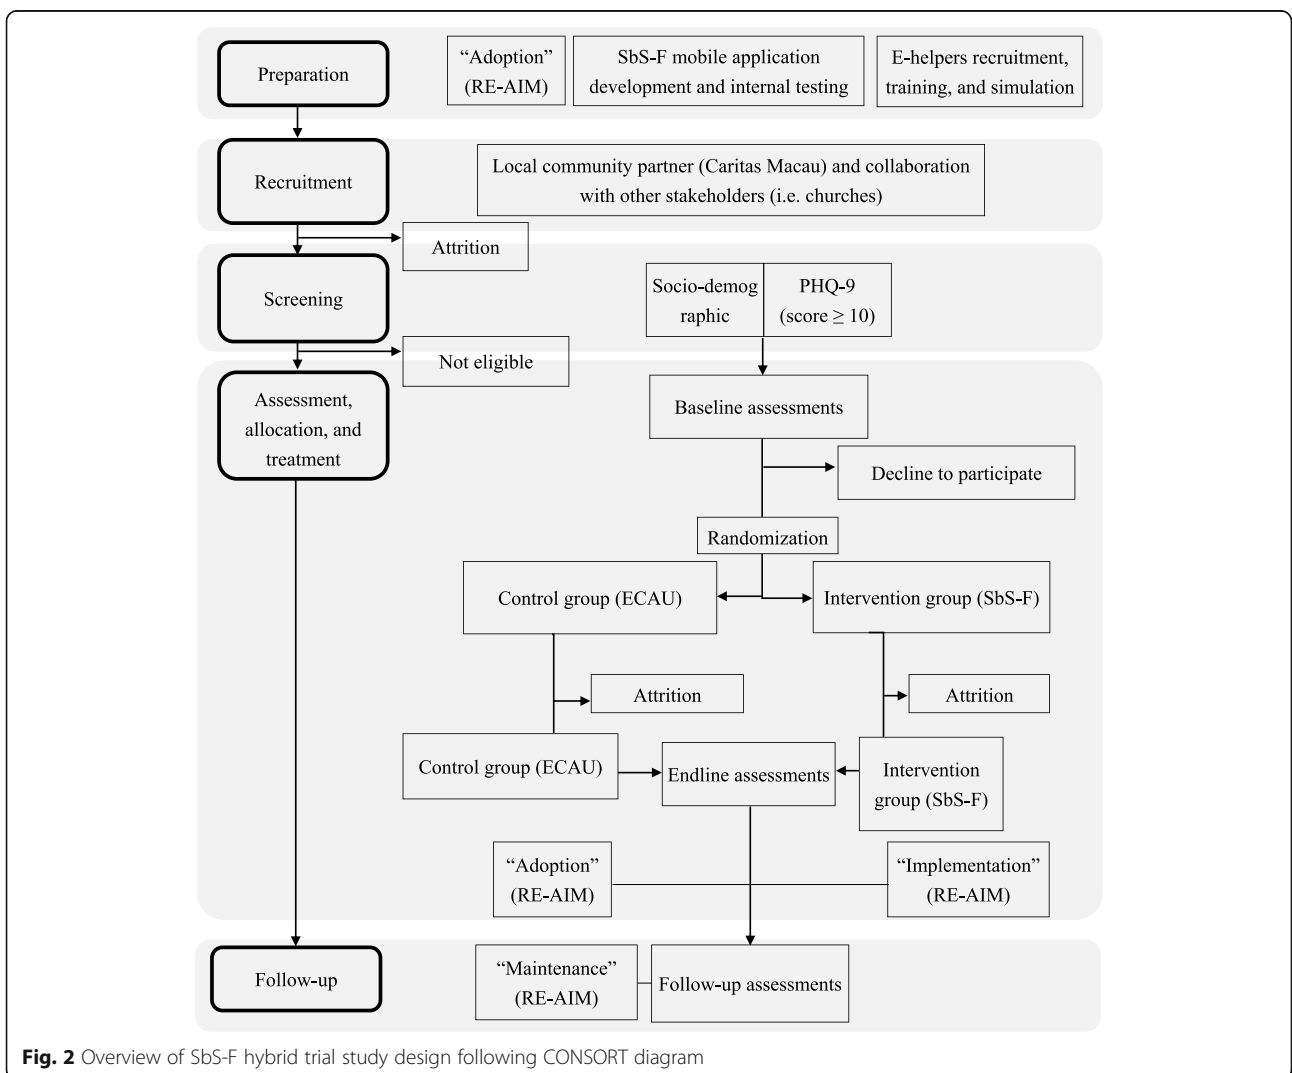 Preparation
“Adoption”
(RE-AIM)
SbS-F mobile application
development and internal testing
E-helpers recruitment,
training, and simulation
Recruitment
Local community partner (Caritas Macau) and collaboration
with other stakeholders (i.e. churches)
Attrition
Screening
Socio-demog
raphic
PHQ-9
(score ≥ 10)
Not eligible
Assessment,
allocation, and
treatment
Baseline assessments
Decline to participate
Randomization
Control group (ECAU)
Intervention group (SbS-F)
Attrition
Attrition
Control group (ECAU)
Endline assessments
Intervention
group (SbS-F)
“Adoption”
(RE-AIM)
“Implementation”
(RE-AIM)
Follow-up
“Maintenance”
(RE-AIM)
Follow-up assessments
Fig. 2 Overview of SbS-F hybrid trial study design following CONSORT diagram